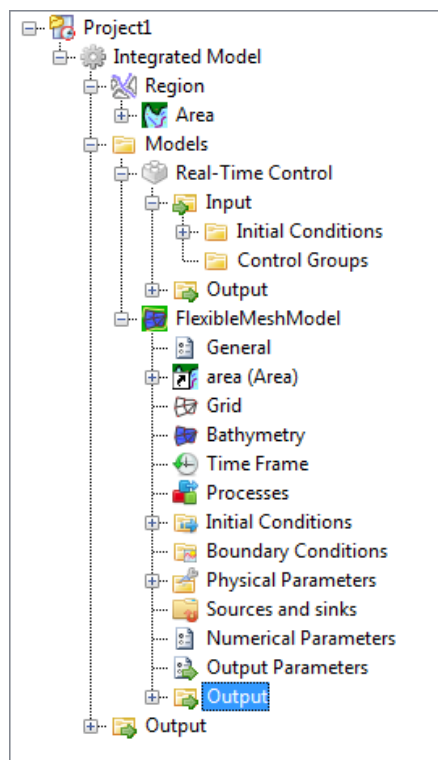 Project1
Integrated Model
Region
Area
Models
Real-Time Control
Input
Initial Conditions
Control Groups
Output
FlexibleMeshModel
General
area (Area)
Grid
Bathymetry
Time Frame
Processes
Initial Conditions
Boundary Conditions
Physical Parameters
Sources and sinks
Numerical Parameters
Output Parameters
Output
Output